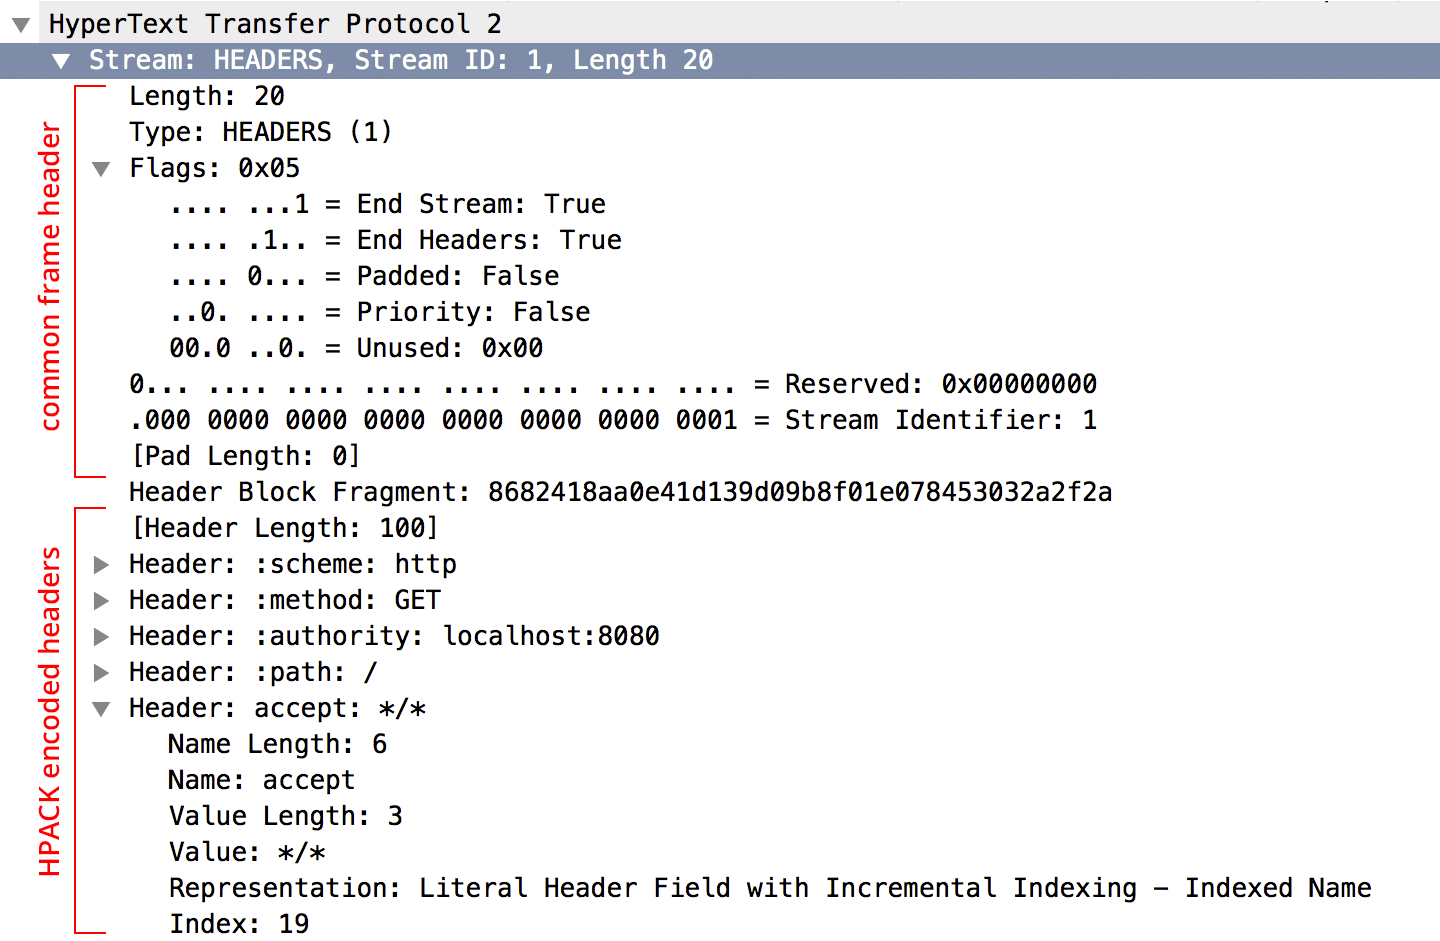 HyperText Transfer Protocol 2
Stream: HEADERS, Stream ID: 1, Length 20
common frame header
Length: 20
Type: HEADERS (1)
Flags: 0x05
.... ...1 = End Stream: True
.... .1.. = End Headers: True
.... 0... = Padded: False
..0. .... = Priority: False
00.0 ..0. = Unused: 0x00
0... .... .... .... .... .... .... .... = Reserved: 0x00000000
.000 0000 0000 0000 0000 0000 0000 0001 = Stream Identifier: 1
[Pad Length: 0]
Header Block Fragment: 8682418aa0e41d139d09b8f01e078453032a2f2a
HPACK encoded headers
[Header Length: 100]
Header: :scheme: http
Header: :method: GET
Header: :authority: localhost:8080
Header: :path: /
Header: accept: */*
Name Length: 6
Name: accept
Value Length: 3
Value: */*
Representation: Literal Header Field with Incremental Indexing - Indexed Name
Index: 19